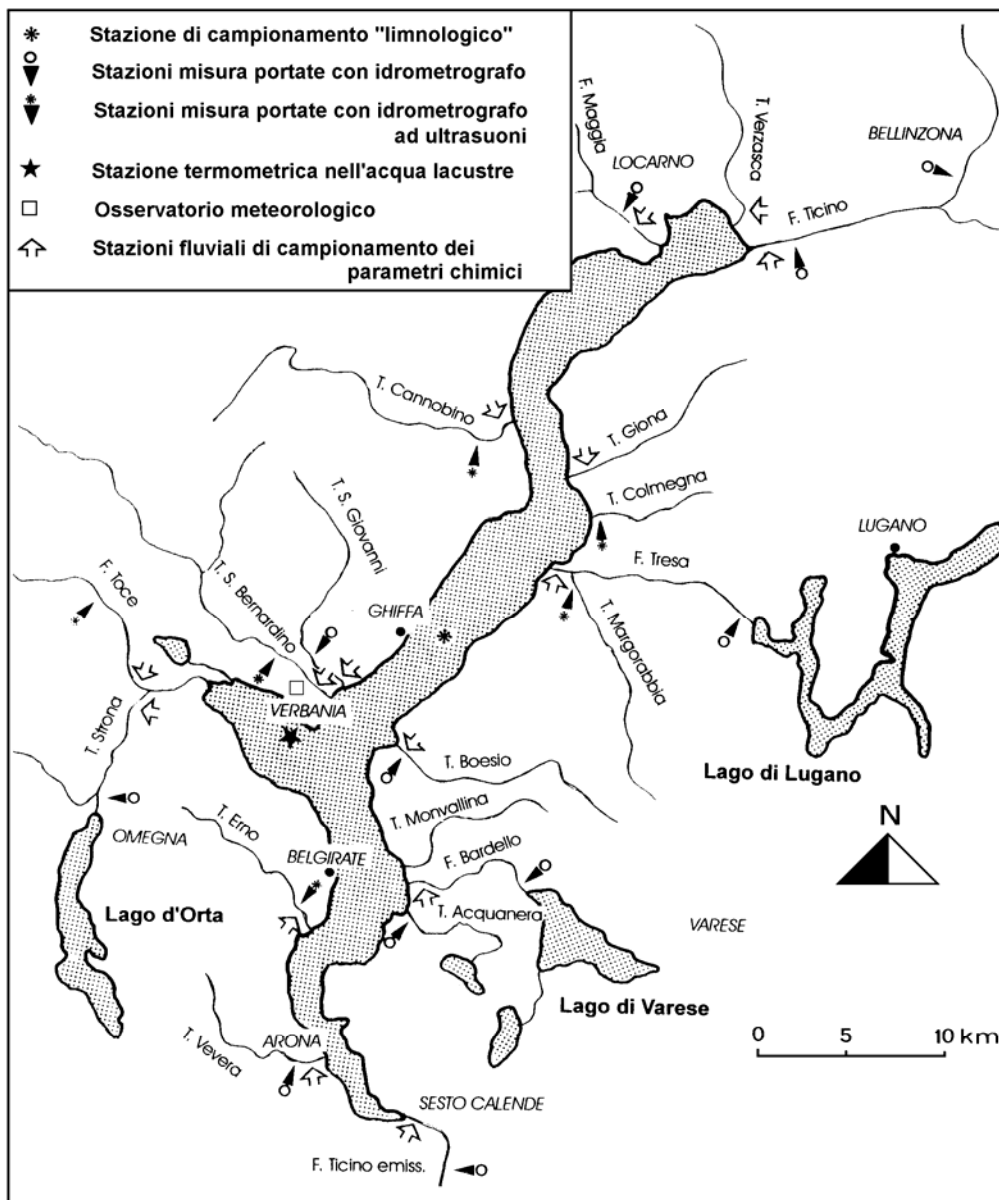 Stazione di campionamento "limnologico"
Stazioni misura portate con idrometrografo
Stazioni misura portate con idrometrografo
ad ultrasuoni
Stazione termometrica nell'acqua lacustre
Osservatorio meteorologico
Stazioni fluviali di campionamento dei
parametri chimici
F. Maggia
LOCARNO
T. Verzasca
BELLINZONA
F. Ticino
T. Cannobino
T. Giona
T. Colmegna
LUGANO
F. Tresa
T. S. Giovanni
T. S. Bernardino
F. Toce
GHIFFA
T. Margorabbia
VERBANIA
T. Strona
T. Boesio
Lago di Lugano
T. Monvallina
N
T. Erno
OMEGNA
BELGIRATE
F. Bardello
Lago d'Orta
T. Acquanera
VARESE
Lago di Varese
ARONA
T. Vevera
0 5 10 km
SESTO CALENDE
F. Ticino emiss.